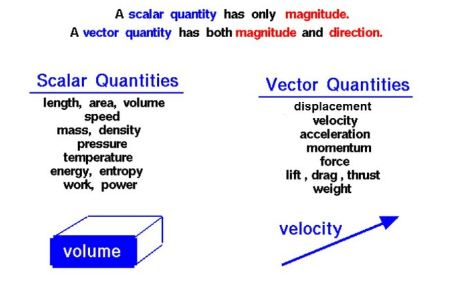 A scalar quantity has only magnitude.
A vector quantity has both magnitude and direction.
Scalar Quantities
length, area, volume
speed
mass, density
pressure
temperature
energy, entropy
work, power
volume
Vector Quantities
displacement
velocity
acceleration
momentum
force
lift , drag , thrust
weight
velocity